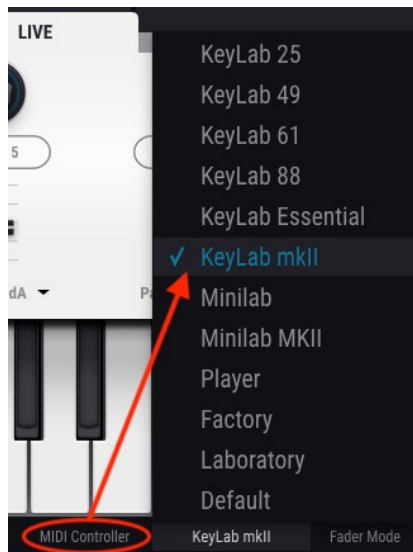 LIVE
5
dA
P
KeyLab 25
KeyLab 49
KeyLab 61
KeyLab 88
KeyLab Essential
KeyLab mkII
Minilab
Minilab MKII
Player
Factory
Laboratory
Default
MIDI Controller
KeyLab mkII
Fader Mode